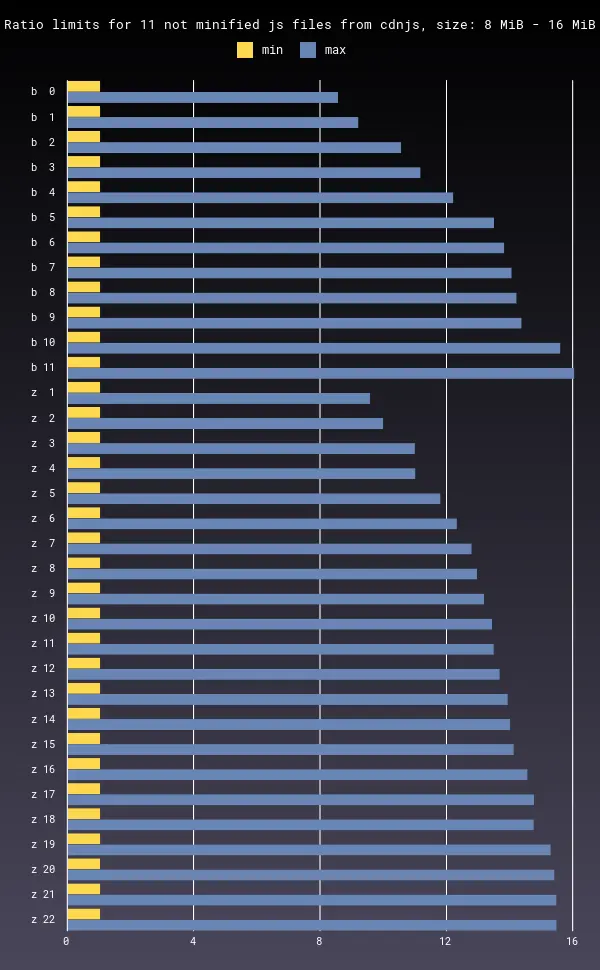 Ratio limits for 11 not minified js files from cdnjs, size: 8 MiB - 16 MiB
min max
b 0
b 1
b 2
b 3
b 4
b 5
b 6
b 7
b 8
b 9
b 10
b 11
z 1
z 2
z 3
z 4
z 5
z 6
z 7
z 8
z 9
z 10
z 11
z 12
z 13
z 14
z 15
z 16
z 17
z 18
z 19
z 20
z 21
z 22
0 4 8 12 16